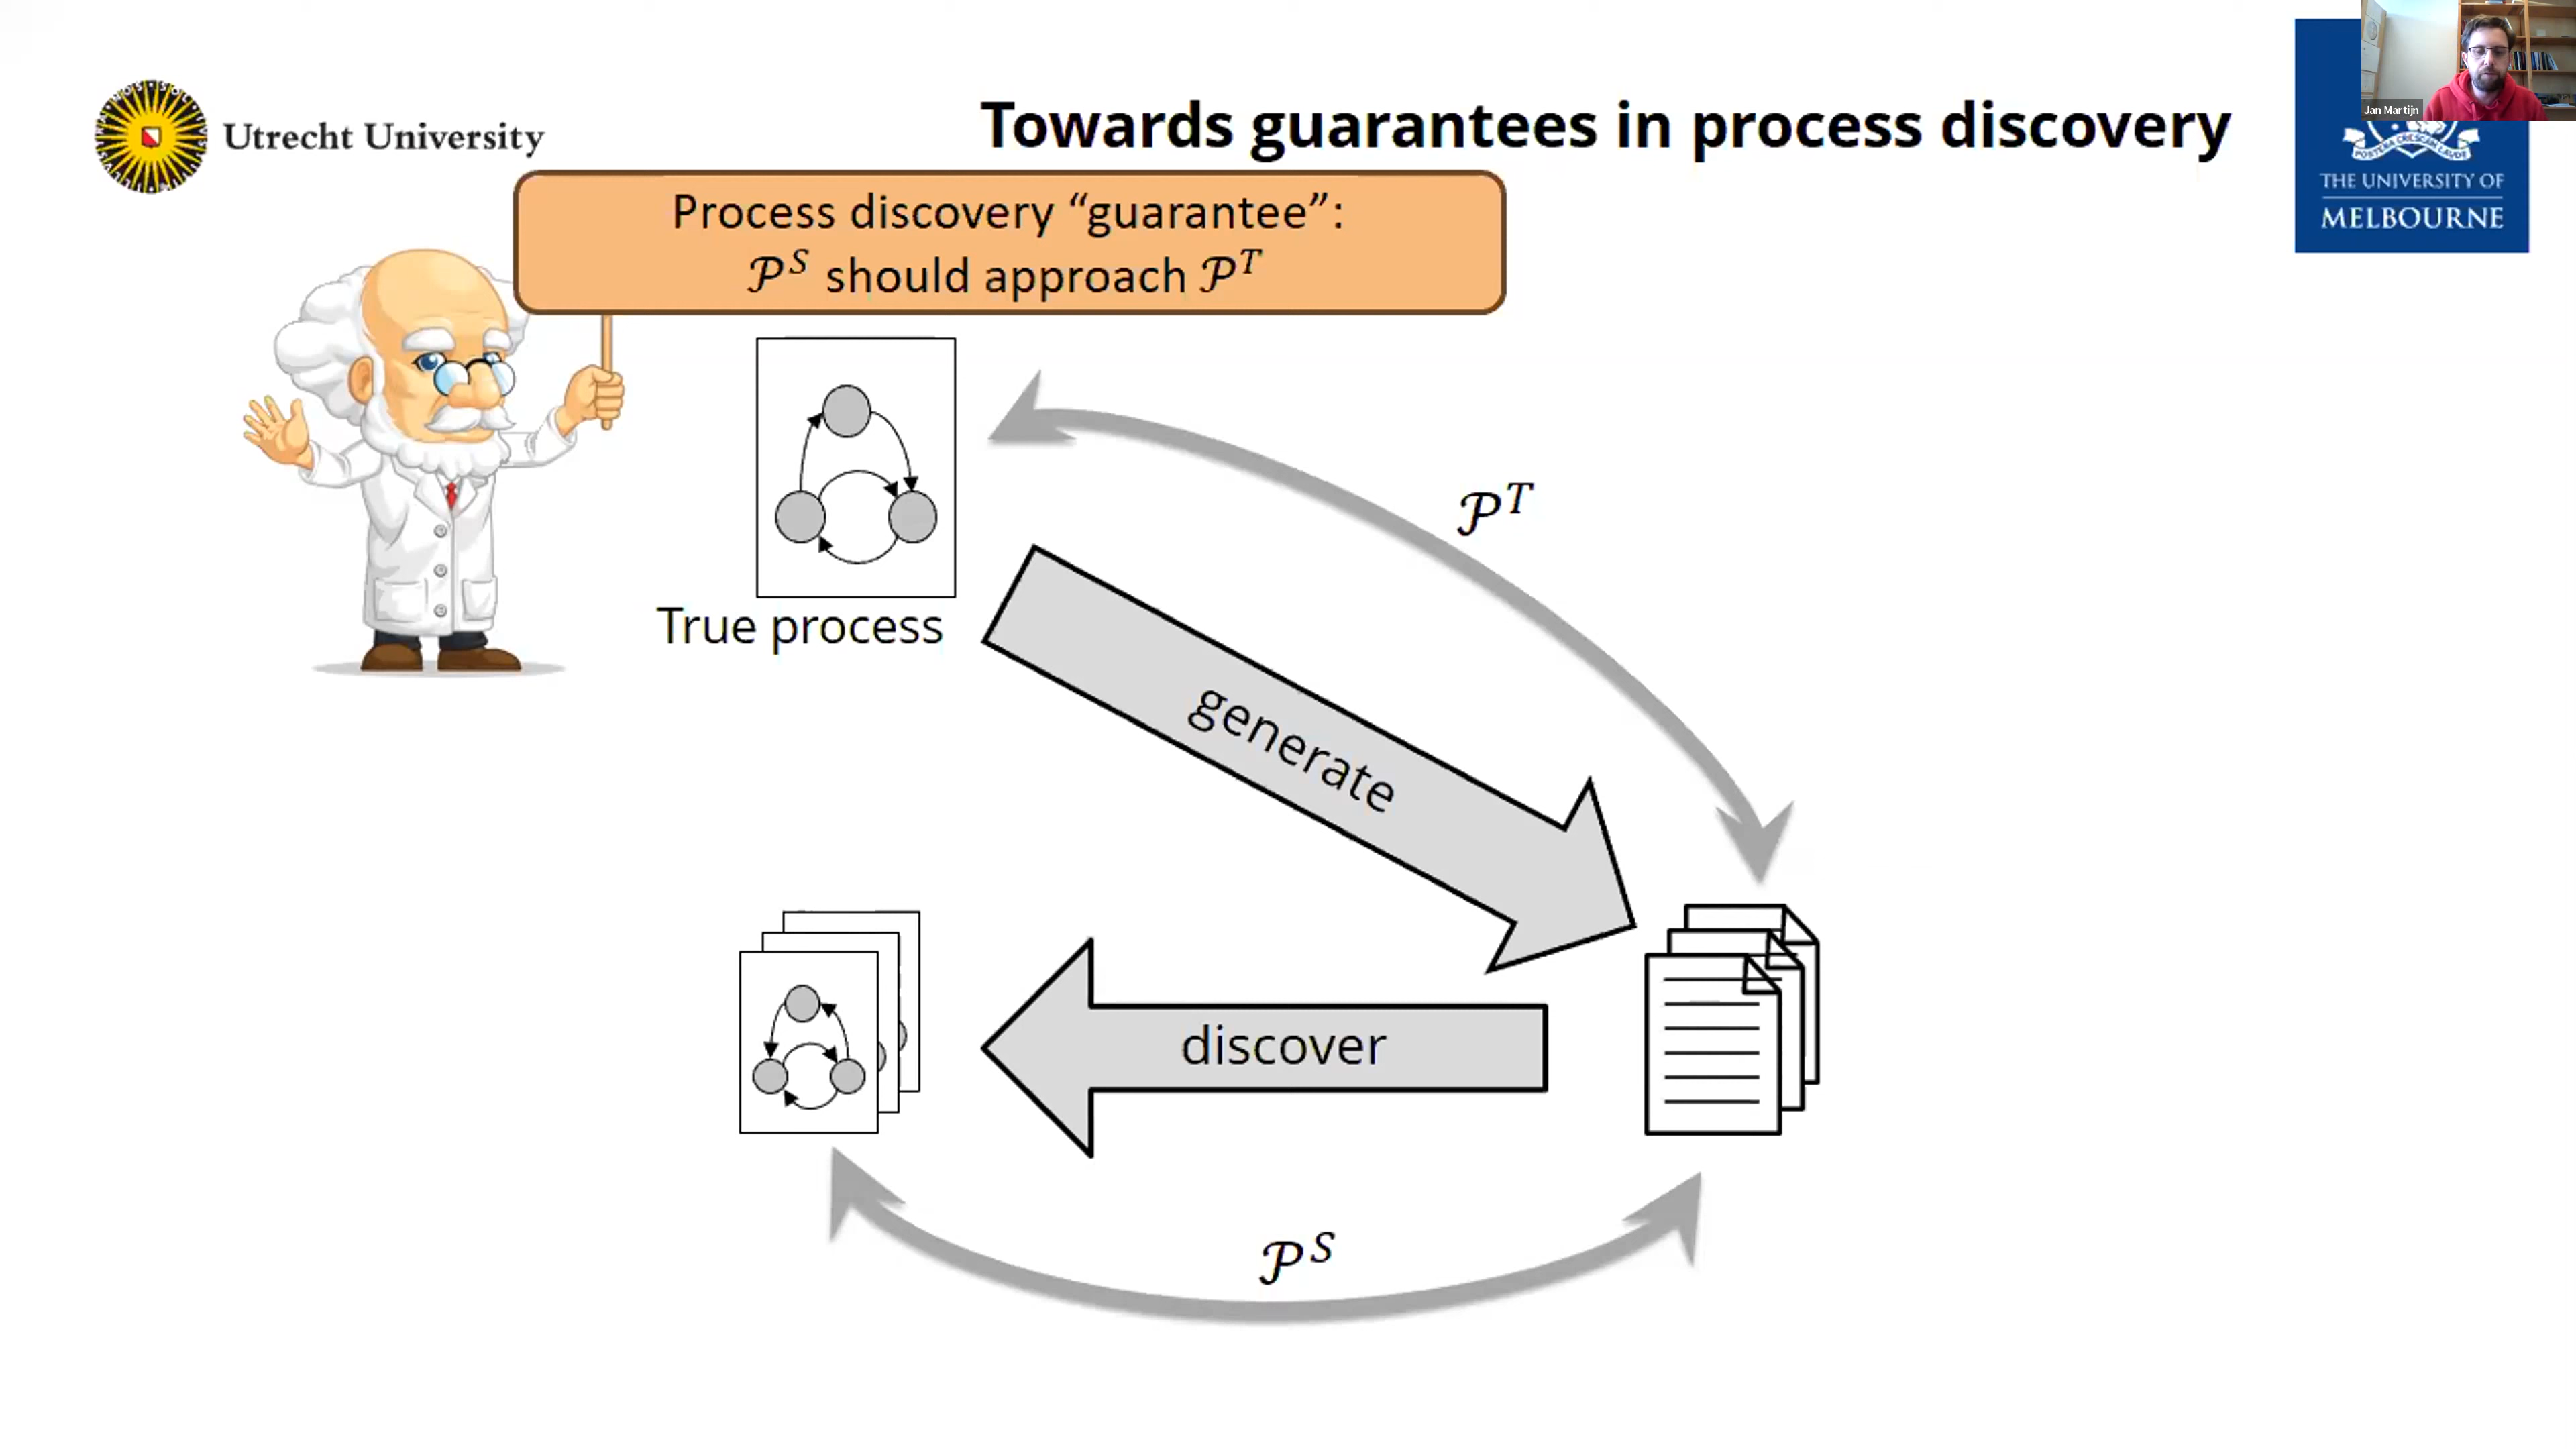 Utrecht University
Towards guarantees in process discovery
Jan Martijn
THE UNIVERSITY OF
MELBOURNE
Process discovery “guarantee”:
𝒫^S should approach 𝒫^T
True process
𝒫^T
generate
discover
𝒫^S